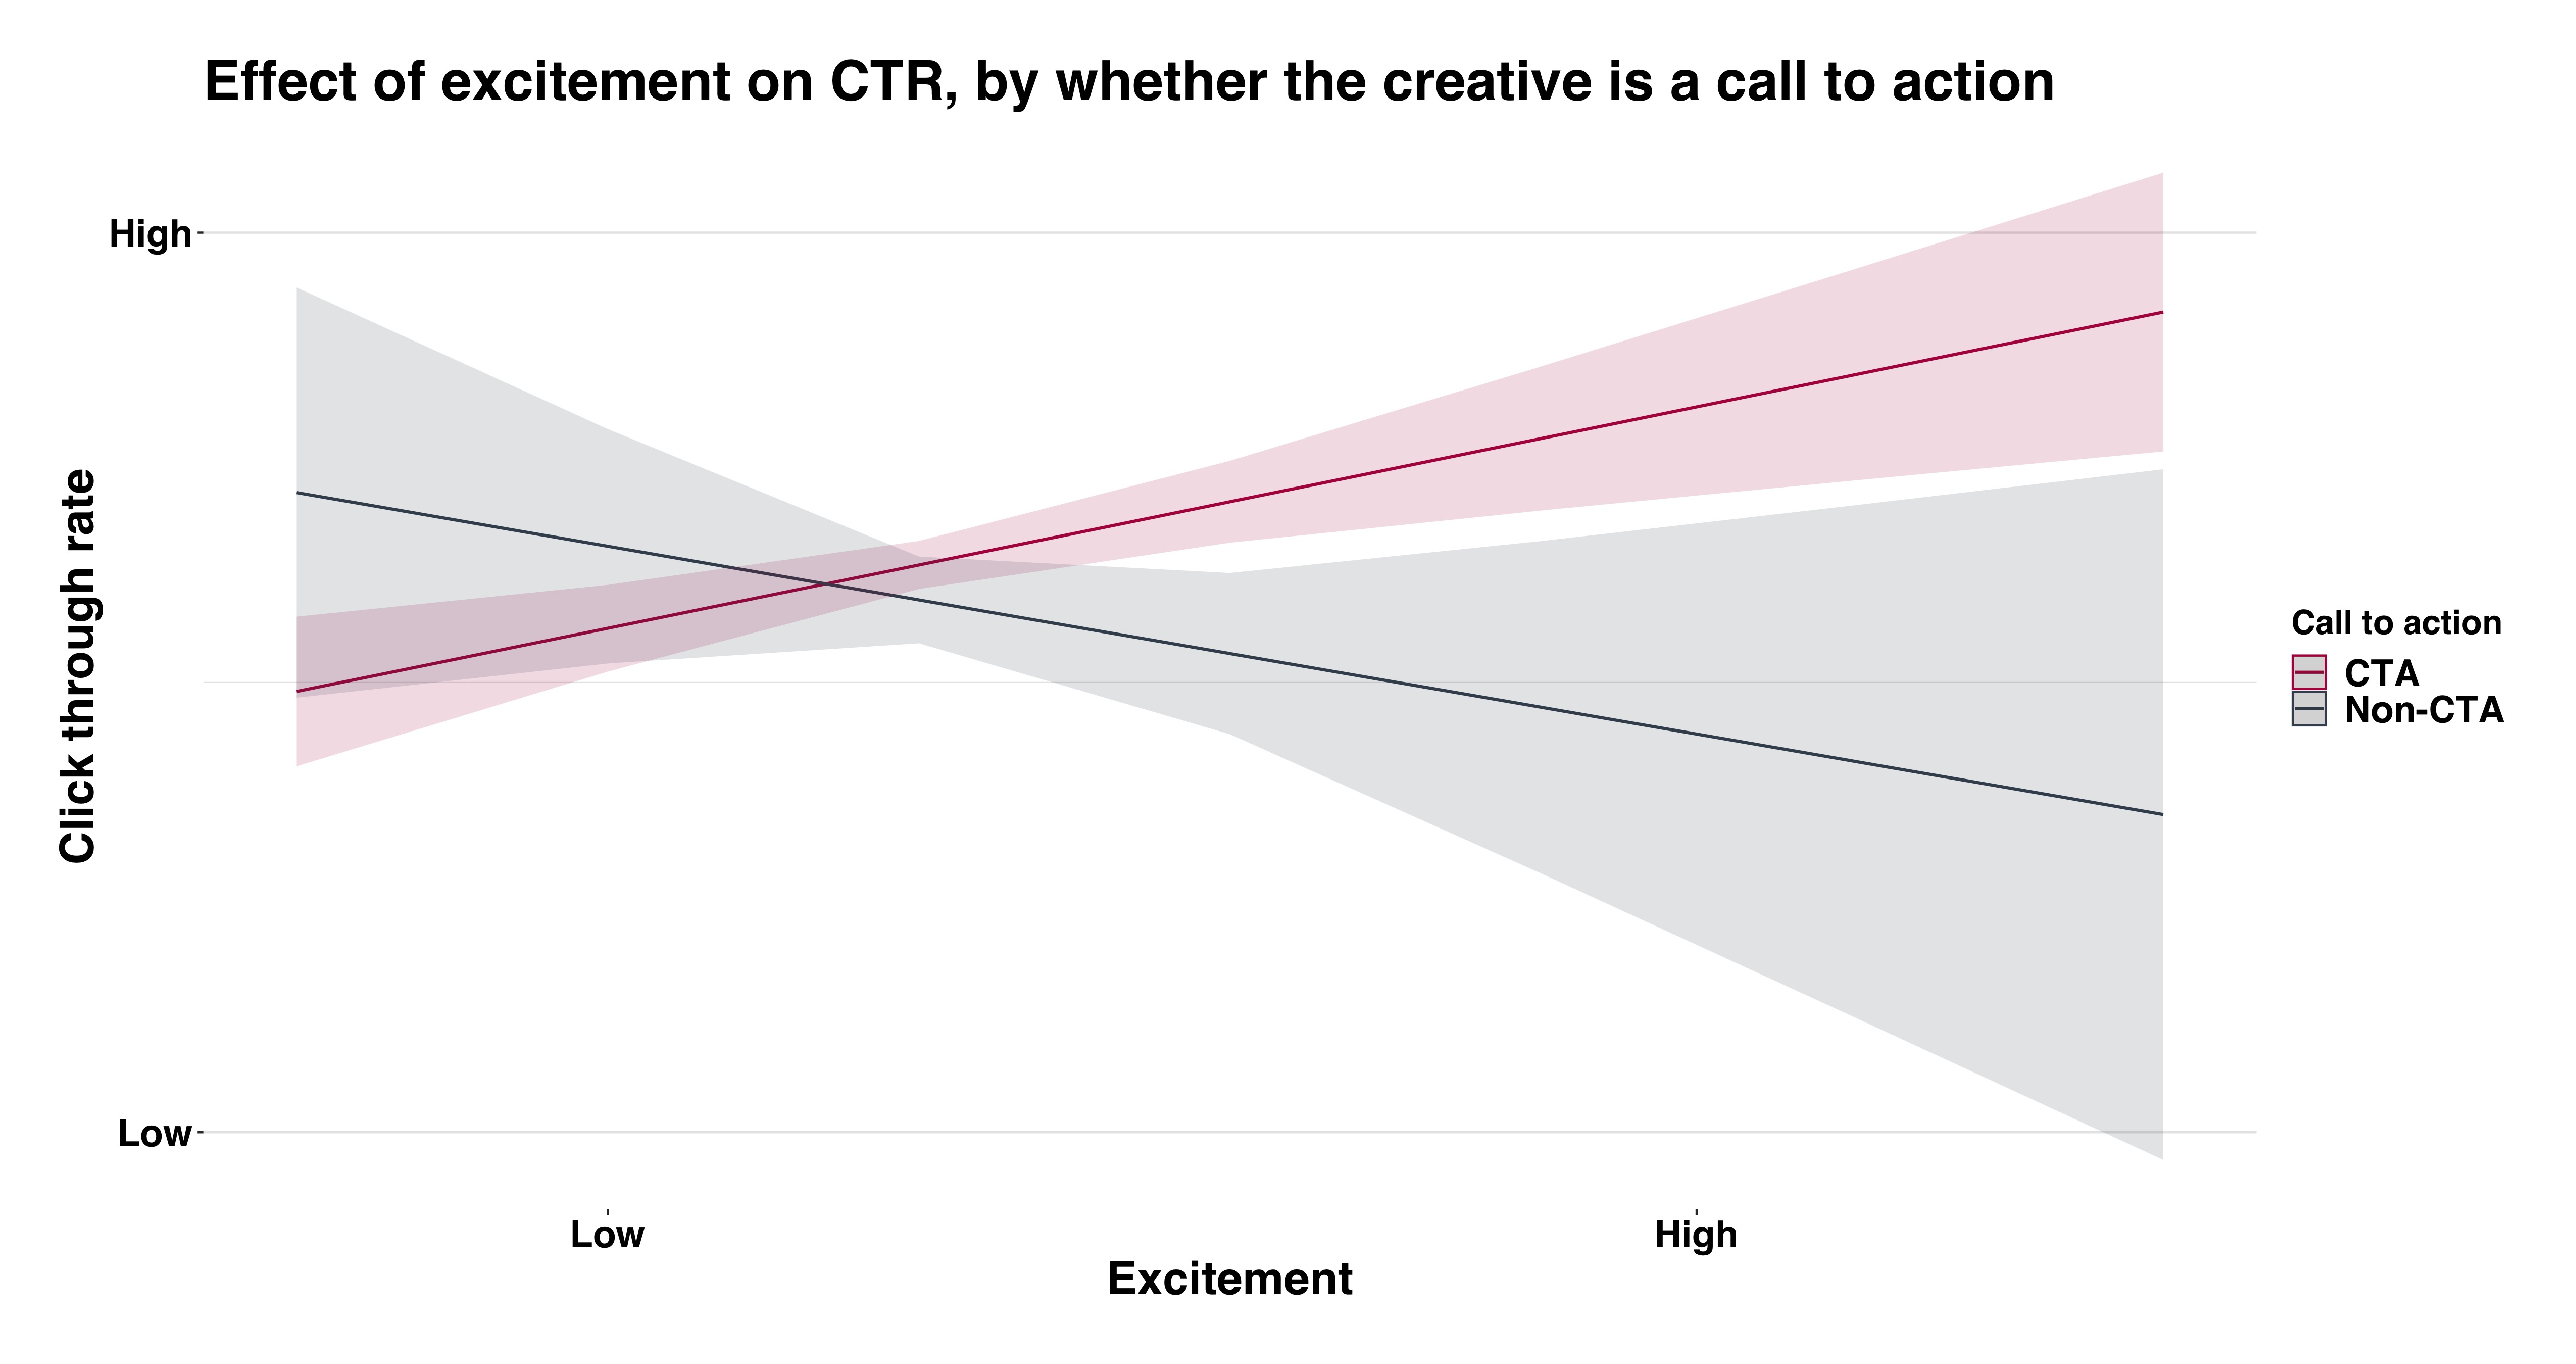 Effect of excitement on CTR, by whether the creative is a call to action
High
Click through rate
Low
Low
High
Excitement
Call to action
CTA
Non-CTA